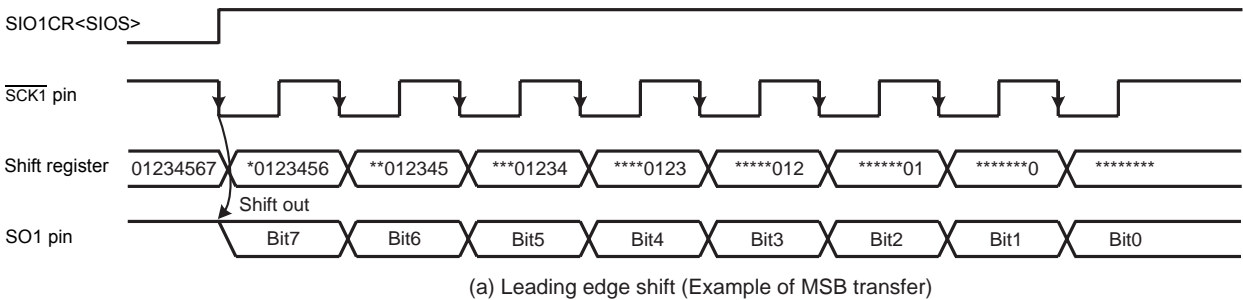 SIO1CR<SIOS>
SCK1 pin
Shift register 01234567 *0123456 **012345 ***01234 ****0123 *****012 ******01 *******0 ********
Shift out
SO1 pin Bit7 Bit6 Bit5 Bit4 Bit3 Bit2 Bit1 Bit0
(a) Leading edge shift (Example of MSB transfer)